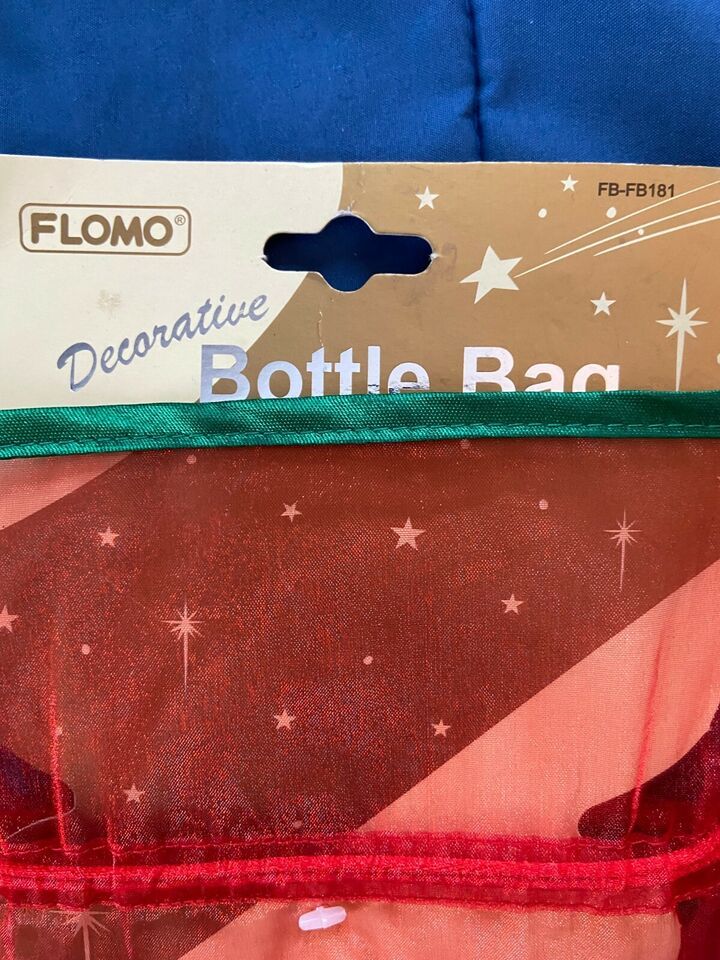 FB-FB181
FLOMO®
Decorative
Bottle Bag